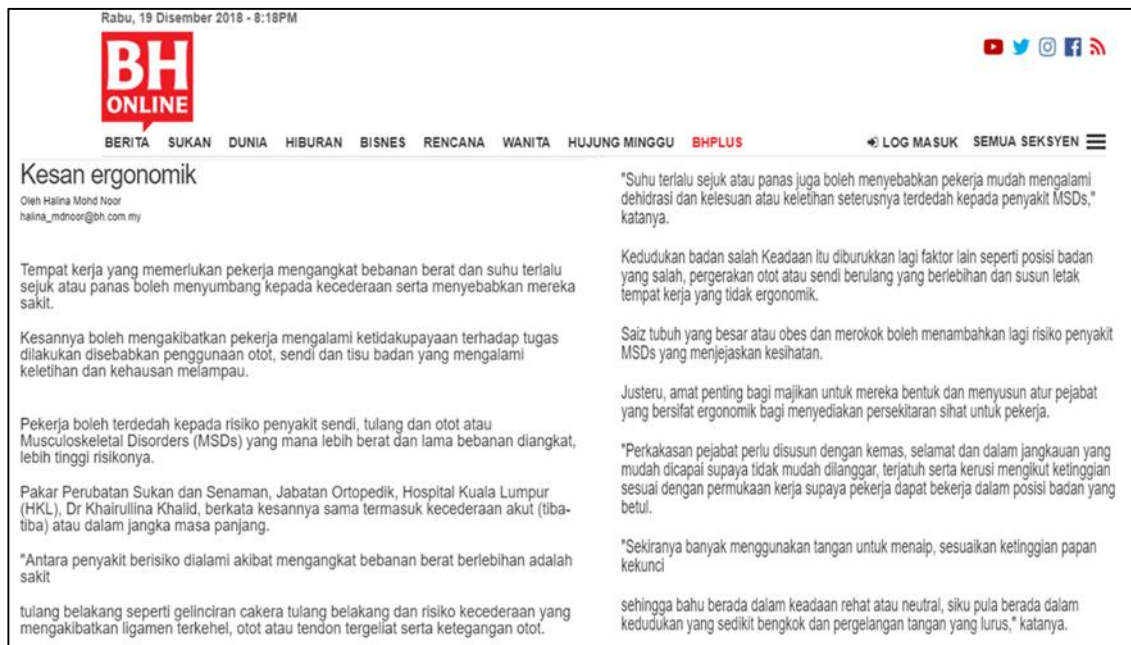 Rabu, 19 Disember 2018 - 8:18PM
BH
ONLINE
BERITA SUKAN DUNIA HIBURAN BISNES RENCANA WANITA HUJUNG MINGGU BHPLUS LOG MASUK SEMUA SEKSYEN
Kesan ergonomik
Oleh Halina Mohd Noor
halina_mdnoor@bh.com.my
Tempat kerja yang memerlukan pekerja mengangkat bebanan berat dan suhu terlalu
sejuk atau panas boleh menyumbang kepada kecederaan serta menyebabkan mereka
sakit.
Kesannya boleh mengakibatkan pekerja mengalami ketidakupayaan terhadap tugas
dilakukan disebabkan penggunaan otot, sendi dan tisu badan yang mengalami
keletihan dan kehausan melampau.
Pekerja boleh terdedah kepada risiko penyakit sendi, tulang dan otot atau
Musculoskeletal Disorders (MSDs) yang mana lebih berat dan lama bebanan diangkat,
lebih tinggi risikonya.
Pakar Perubatan Sukan dan Senaman, Jabatan Ortopedik, Hospital Kuala Lumpur
(HKL), Dr Khairullina Khalid, berkata kesannya sama termasuk kecederaan akut (tiba-
tiba) atau dalam jangka masa panjang.
"Antara penyakit berisiko dialami akibat mengangkat bebanan berat berlebihan adalah
sakit
tulang belakang seperti gelinciran cakera tulang belakang dan risiko kecederaan yang
mengakibatkan ligamen terkehel, otot atau tendon tergeliat serta ketegangan otot.
"Suhu terlalu sejuk atau panas juga boleh menyebabkan pekerja mudah mengalami
dehidrasi dan kelesuan atau keletihan seterusnya terdedah kepada penyakit MSDs,"
katanya.
Kedudukan badan salah Keadaan itu diburukkan lagi faktor lain seperti posisi badan
yang salah, pergerakan otot atau sendi berulang yang berlebihan dan susun letak
tempat kerja yang tidak ergonomik.
Saiz tubuh yang besar atau obes dan merokok boleh menambahkan lagi risiko penyakit
MSDs yang menjejaskan kesihatan.
Justeru, amat penting bagi majikan untuk mereka bentuk dan menyusun atur pejabat
yang bersifat ergonomik bagi menyediakan persekitaran sihat untuk pekerja.
"Perkakasan pejabat perlu disusun dengan kemas, selamat dan dalam jangkauan yang
mudah dicapai supaya tidak mudah dilanggar, terjatuh serta kerusi mengikut ketinggian
sesuai dengan permukaan kerja supaya pekerja dapat bekerja dalam posisi badan yang
betul.
"Sekiranya banyak menggunakan tangan untuk menaip, sesuaikan ketinggian papan
kekunci
sehingga bahu berada dalam keadaan rehat atau neutral, siku pula berada dalam
kedudukan yang sedikit bengkok dan pergelangan tangan yang lurus," katanya.